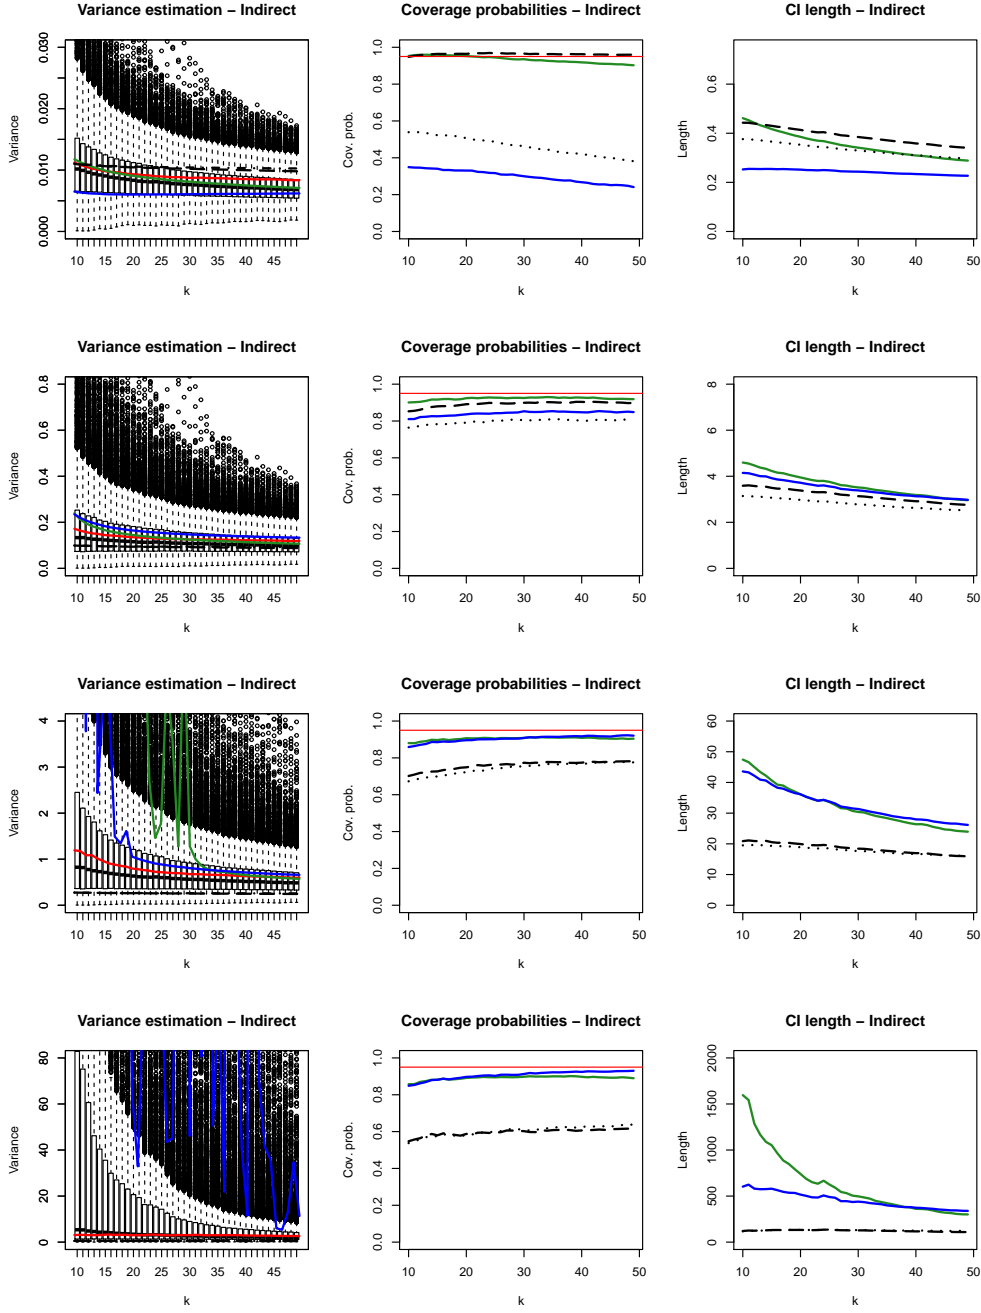 Variance estimation – Indirect
Coverage probabilities – Indirect
CI length – Indirect
Variance
0.000 0.010 0.020 0.030
10 15 20 25 30 35 40 45
k
Cov. prob.
0.0 0.2 0.4 0.6 0.8 1.0
10 20 30 40 50
k
Length
0.0 0.2 0.4 0.6
10 20 30 40 50
k
Variance estimation – Indirect
Coverage probabilities – Indirect
CI length – Indirect
Variance
0.0 0.2 0.4 0.6 0.8
10 15 20 25 30 35 40 45
k
Cov. prob.
0.0 0.2 0.4 0.6 0.8 1.0
10 20 30 40 50
k
Length
0 2 4 6 8
10 20 30 40 50
k
Variance estimation – Indirect
Coverage probabilities – Indirect
CI length – Indirect
Variance
0 1 2 3 4
10 15 20 25 30 35 40 45
k
Cov. prob.
0.0 0.2 0.4 0.6 0.8 1.0
10 20 30 40 50
k
Length
0 10 20 30 40 50 60
10 20 30 40 50
k
Variance estimation – Indirect
Coverage probabilities – Indirect
CI length – Indirect
Variance
0 20 40 60 80
10 15 20 25 30 35 40 45
k
Cov. prob.
0.0 0.2 0.4 0.6 0.8 1.0
10 20 30 40 50
k
Length
0 500 1000 1500 2000
10 20 30 40 50
k